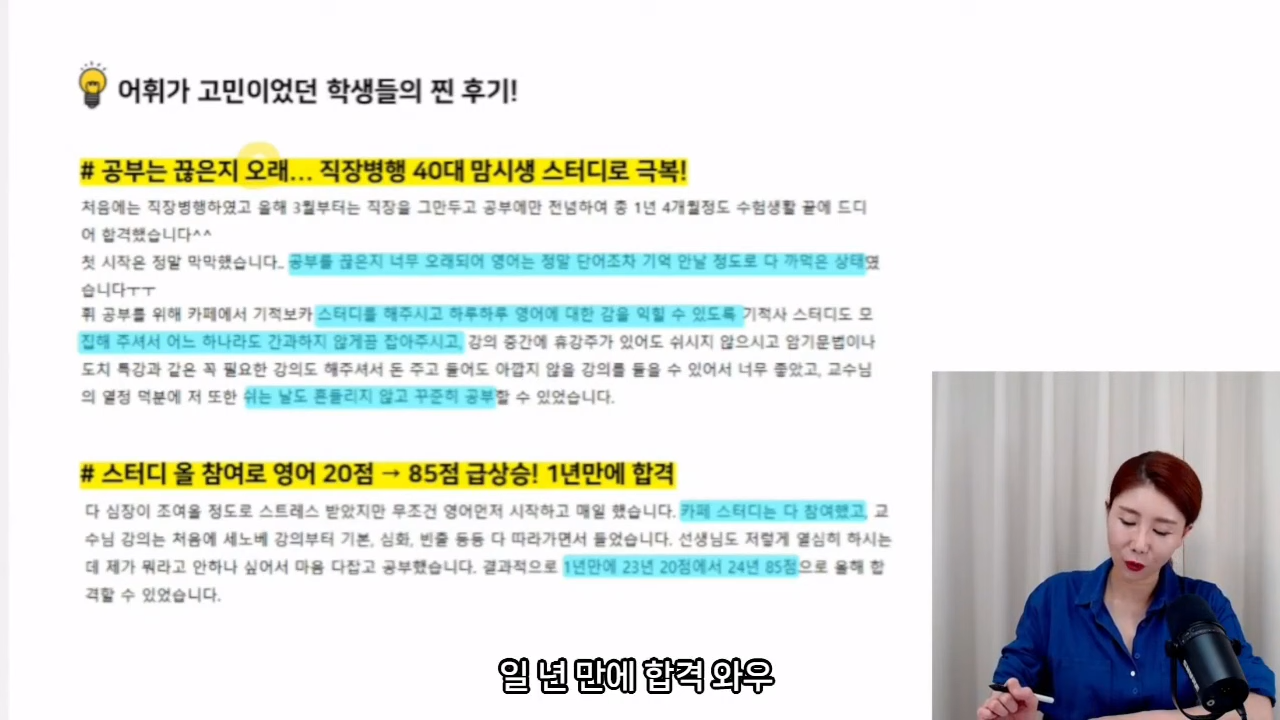 어휘가 고민이었던 학생들의 찐 후기!
# 공부는 끊은지 오래... 직장병행 40대 맘시생 스터디로 극복!
처음에는 직장병행하였고 올해 3월부터는 직장을 그만두고 공부에만 전념하여 총 1년 4개월정도 수험생활 끝에 드디
어 합격했습니다^^
첫 시작은 정말 막막했습니다.. 공부를 끊은지 너무 오래되어 영어는 정말 단어조차 기억 안날 정도로 다 까먹은 상태였
습니다ㅜㅜ
휘 공부를 위해 카페에서 기적보카 스터디를 해주시고 하루하루 영어에 대한 감을 익힐 수 있도록 기적사 스터디도 모
집해 주셔서 어느 하나라도 간과하지 않게끔 잡아주시고, 강의 중간에 휴강주가 있어도 쉬시지 않으시고 암기문법이나
도치 특강과 같은 꼭 필요한 강의도 해주셔서 돈 주고 들어도 아깝지 않을 강의를 들을 수 있어서 너무 좋았고, 교수님
의 열정 덕분에 저 또한 쉬는 날도 흔들리지 않고 꾸준히 공부할 수 있었습니다.
# 스터디 올 참여로 영어 20점 → 85점 급상승! 1년만에 합격
다 심장이 조여올 정도로 스트레스 받았지만 무조건 영어먼저 시작하고 매일 했습니다. 카페 스터디는 다 참여했고, 교
수님 강의는 처음에 세노베 강의부터 기본, 심화, 빈출 등등 다 따라가면서 들었습니다. 선생님도 저렇게 열심히 하시는
데 제가 뭐라고 안하나 싶어서 마음 다잡고 공부했습니다. 결과적으로 1년만에 23년 20점에서 24년 85점으로 올해 합
격할 수 있었습니다.
일 년 만에 합격 와우